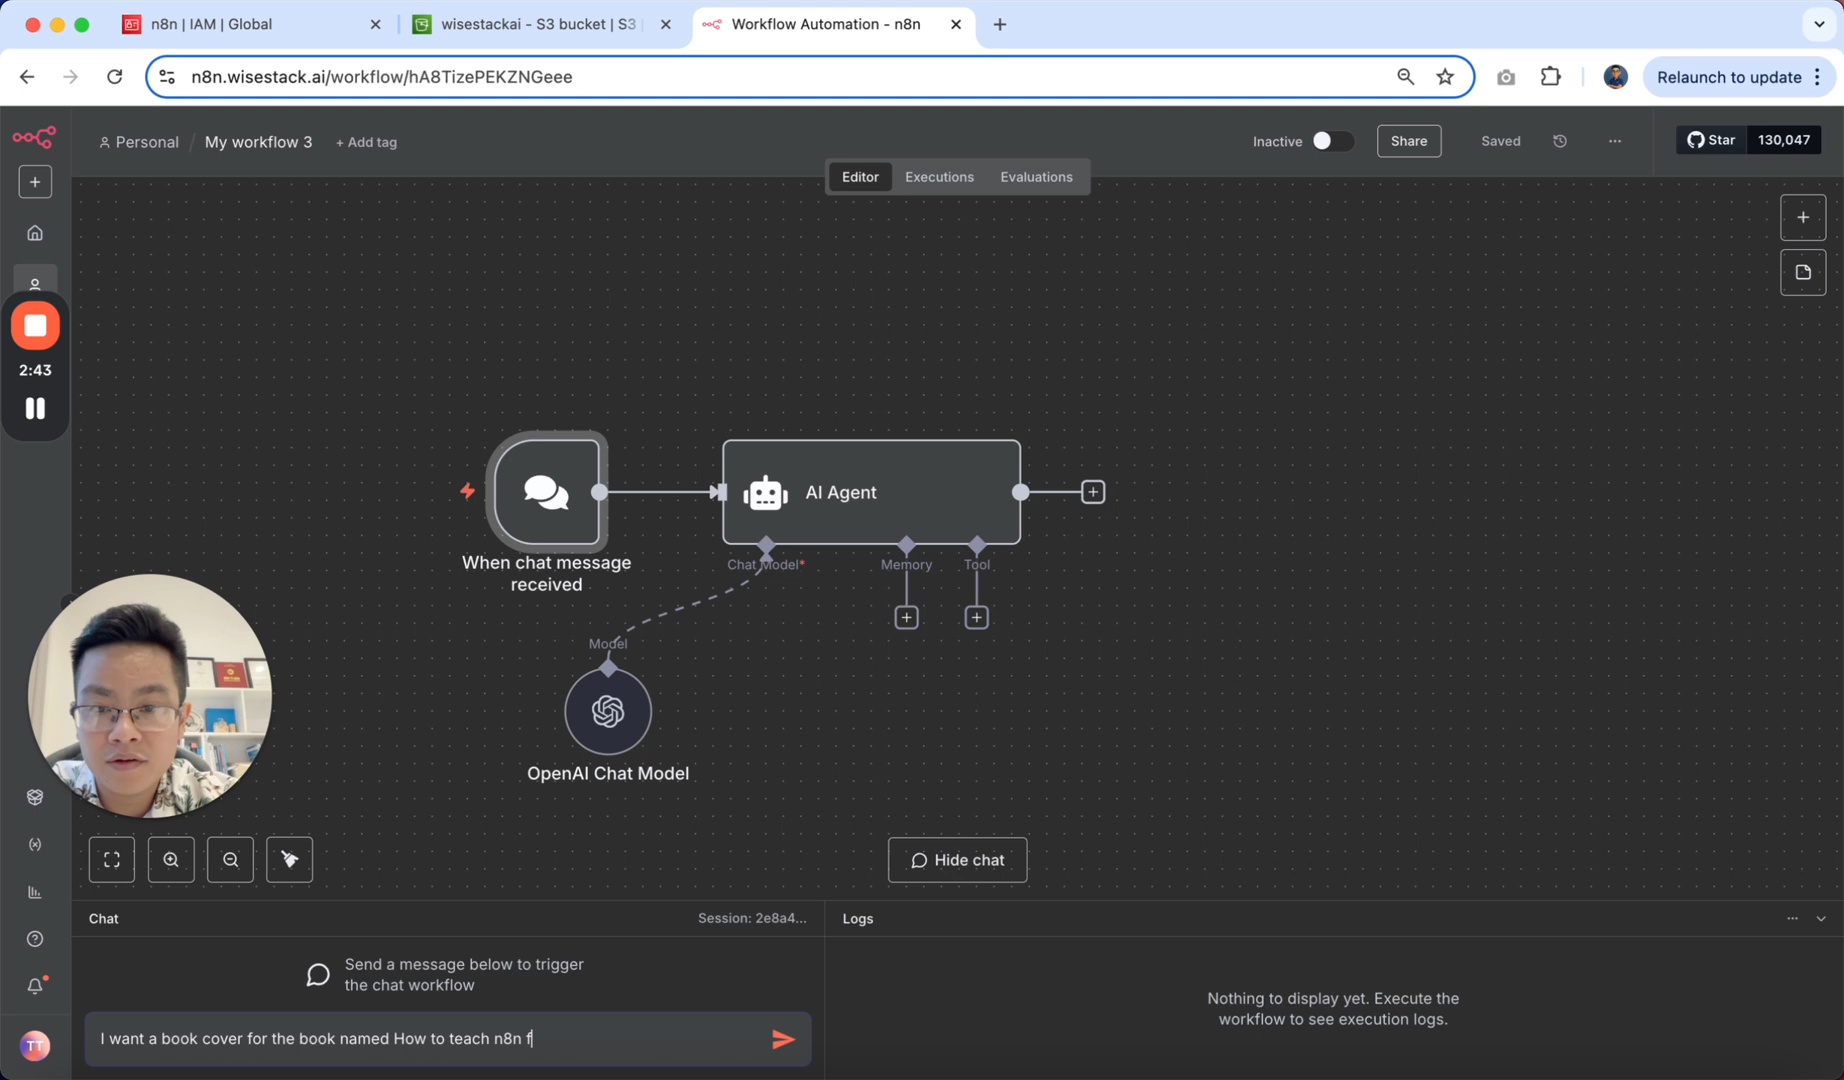 n8n | IAM | Global
wisestackai - S3 bucket | S3
Workflow Automation - n8n
n8n.wisestack.ai/workflow/hA8TizePEKZNGeee
Relaunch to update
Personal / My workflow 3 + Add tag
Inactive
Share
Saved
Star 130,047
Editor Executions Evaluations
2:43
AI Agent
When chat message
received
Chat Model*
Memory
Tool
Model
OpenAI Chat Model
Hide chat
Chat
Session: 2e8a4...
Logs
Send a message below to trigger
the chat workflow
Nothing to display yet. Execute the
workflow to see execution logs.
I want a book cover for the book named How to teach n8n f
TT